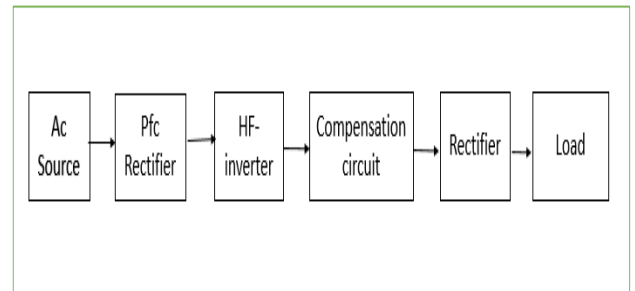 Ac
Source
Pfc
Rectifier
HF-
inverter
Compensation
circuit
Rectifier
Load